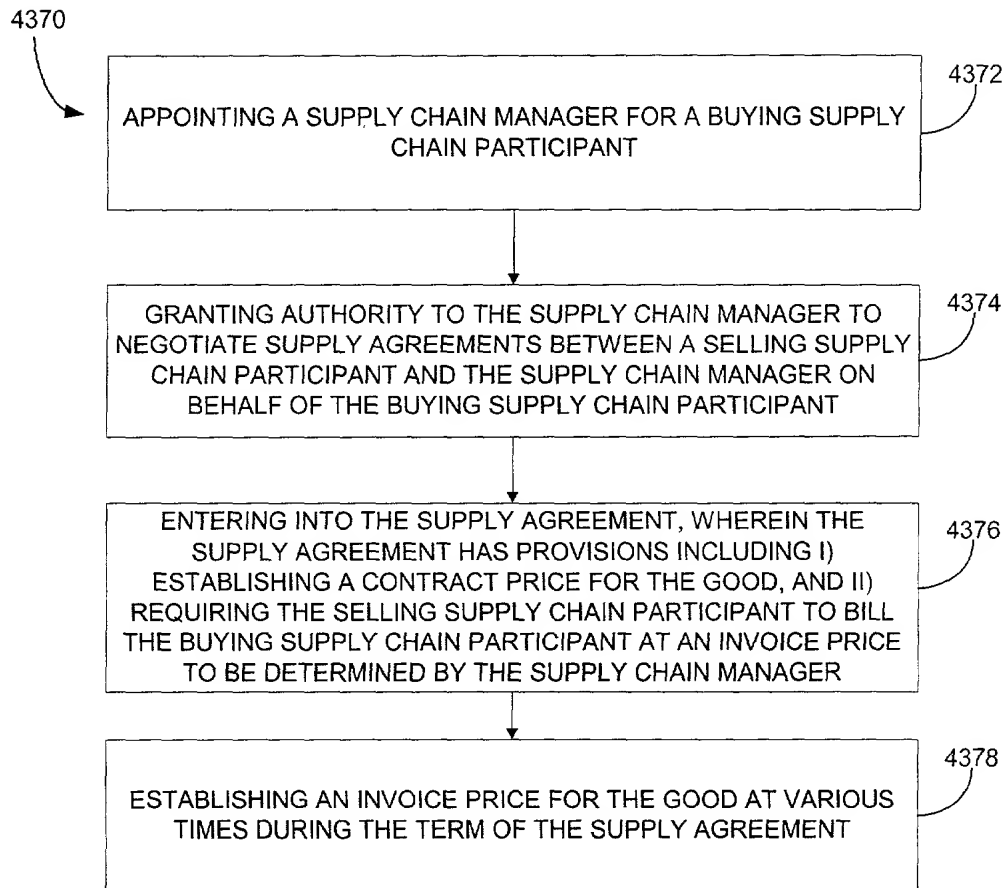 4370
4372
APPOINTING A SUPPLY CHAIN MANAGER FOR A BUYING SUPPLY
CHAIN PARTICIPANT
4374
GRANTING AUTHORITY TO THE SUPPLY CHAIN MANAGER TO
NEGOTIATE SUPPLY AGREEMENTS BETWEEN A SELLING SUPPLY
CHAIN PARTICIPANT AND THE SUPPLY CHAIN MANAGER ON
BEHALF OF THE BUYING SUPPLY CHAIN PARTICIPANT
4376
ENTERING INTO THE SUPPLY AGREEMENT, WHEREIN THE
SUPPLY AGREEMENT HAS PROVISIONS INCLUDING I)
ESTABLISHING A CONTRACT PRICE FOR THE GOOD, AND II)
REQUIRING THE SELLING SUPPLY CHAIN PARTICIPANT TO BILL
THE BUYING SUPPLY CHAIN PARTICIPANT AT AN INVOICE PRICE
TO BE DETERMINED BY THE SUPPLY CHAIN MANAGER
4378
ESTABLISHING AN INVOICE PRICE FOR THE GOOD AT VARIOUS
TIMES DURING THE TERM OF THE SUPPLY AGREEMENT